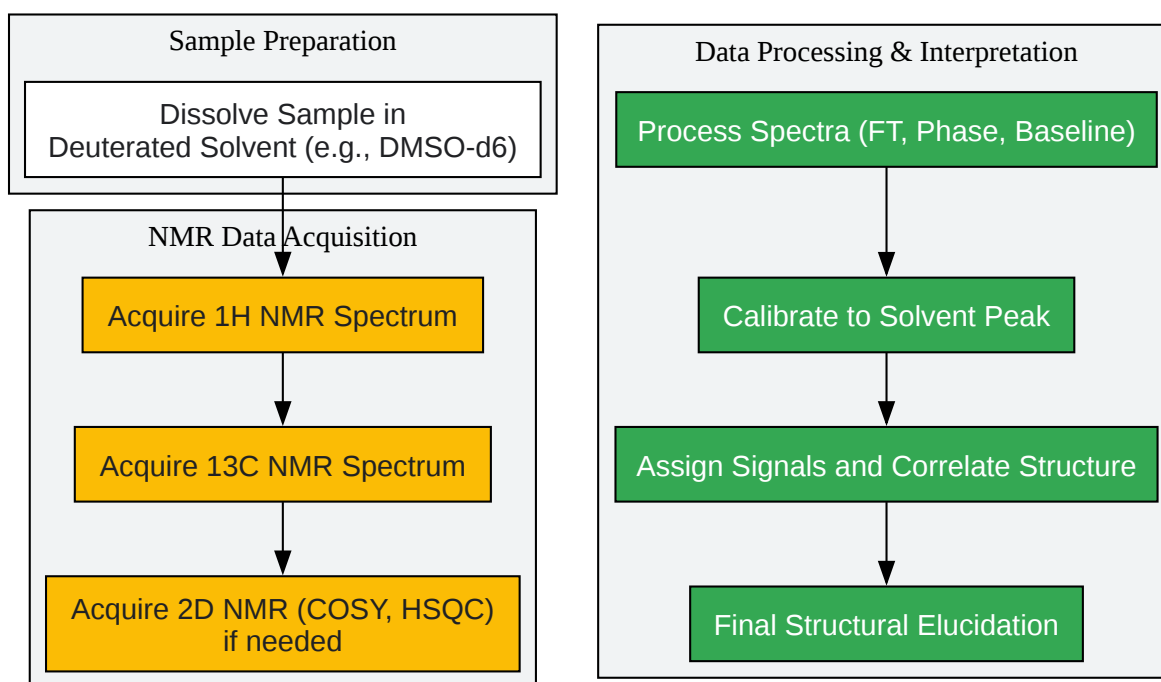 Sample Preparation
Dissolve Sample in
Deuterated Solvent (e.g., DMSO-d6)
NMR Data Acquisition
Acquire 1H NMR Spectrum
Acquire 13C NMR Spectrum
Acquire 2D NMR (COSY, HSQC)
if needed
Data Processing & Interpretation
Process Spectra (FT, Phase, Baseline)
Calibrate to Solvent Peak
Assign Signals and Correlate Structure
Final Structural Elucidation